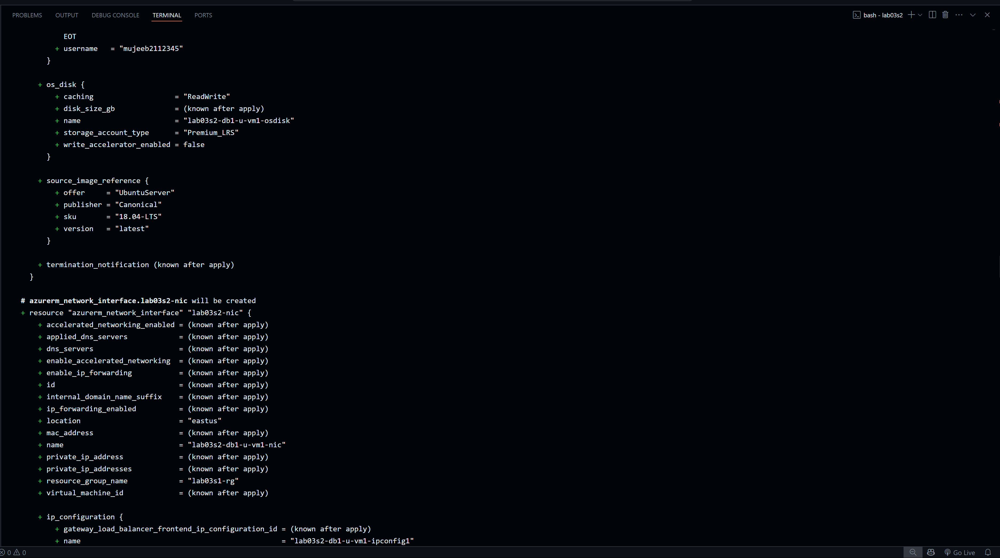 PROBLEMS OUTPUT DEBUG CONSOLE TERMINAL PORTS bash - lab03s2
EOT
+ username   = "mujeeb2112345"
}
+ os_disk {
+ caching                   = "ReadWrite"
+ disk_size_gb              = (known after apply)
+ name                      = "lab03s2-db1-u-vm1-osdisk"
+ storage_account_type      = "Premium_LRS"
+ write_accelerator_enabled = false
}
+ source_image_reference {
+ offer     = "UbuntuServer"
+ publisher = "Canonical"
+ sku       = "18.04-LTS"
+ version   = "latest"
}
+ termination_notification (known after apply)
}
# azurerm_network_interface.lab03s2-nic will be created
+ resource "azurerm_network_interface" "lab03s2-nic" {
+ accelerated_networking_enabled = (known after apply)
+ applied_dns_servers            = (known after apply)
+ dns_servers                    = (known after apply)
+ enable_accelerated_networking  = (known after apply)
+ enable_ip_forwarding           = (known after apply)
+ id                             = (known after apply)
+ internal_domain_name_suffix    = (known after apply)
+ ip_forwarding_enabled          = (known after apply)
+ location                       = "eastus"
+ mac_address                    = (known after apply)
+ name                           = "lab03s2-db1-u-vm1-nic"
+ private_ip_address             = (known after apply)
+ private_ip_addresses           = (known after apply)
+ resource_group_name            = "lab03s1-rg"
+ virtual_machine_id             = (known after apply)
+ ip_configuration {
+ gateway_load_balancer_frontend_ip_configuration_id = (known after apply)
+ name                                               = "lab03s2-db1-u-vm1-ipconfig1"
0 0 Go Live